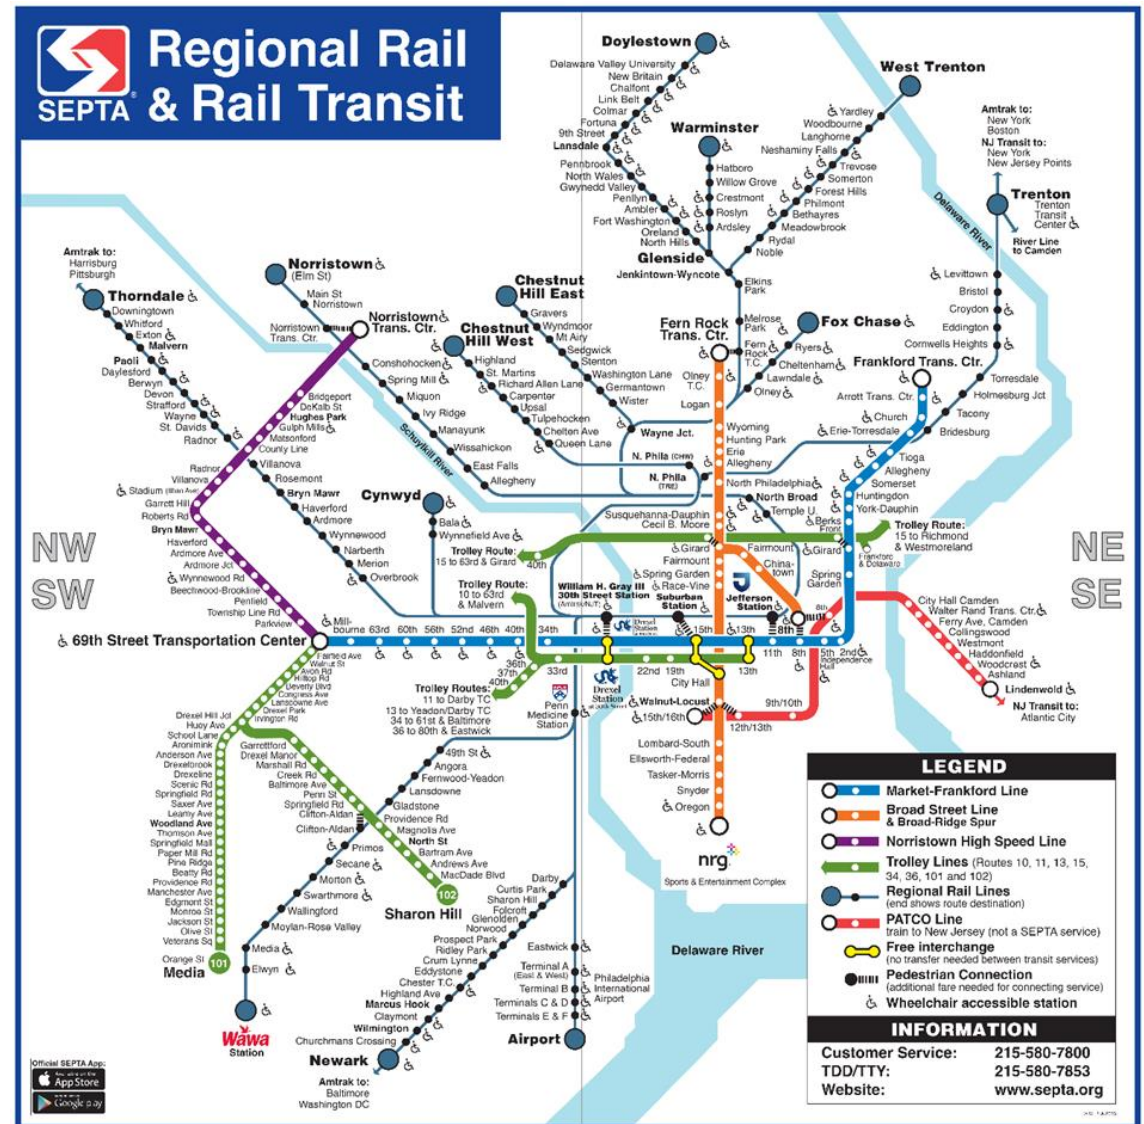 SEPTA
Regional Rail
& Rail Transit
Doylestown
Delaware Valley University
New Britain
Chalfont
Link Belt
Colmar
Fortuna
9th Street
Lansdale
Pennbrook
North Wales
Gwynedd Valley
Penllyn
Ambler
Fort Washington
Oreland
North Hills
Glenside
Jenkintown-Wyncote
Elkins
Park
Melrose
Park
Fern
Rock
T.C.
Warminster
Hatboro
Willow Grove
Crestmont
Roslyn
Ardsley
West Trenton
Yardley
Woodbourne
Langhorne
Neshaminy Falls
Trevose
Somerton
Forest Hills
Philmont
Bethayres
Meadowbrook
Rydal
Noble
Amtrak to:
New York
Boston
NJ Transit to:
New York
New Jersey Points
Trenton
Trenton
Transit
Center
River Line
to Camden
Delaware River
Levittown
Bristol
Croydon
Eddington
Cornwells Heights
Torresdale
Holmesburg Jct
Tacony
Bridesburg
Amtrak to:
Harrisburg
Pittsburgh
Thorndale
Downingtown
Whitford
Exton
Malvern
Paoli
Daylesford
Berwyn
Devon
Strafford
Wayne
St. Davids
Radnor
Villanova
Rosemont
Bryn Mawr
Haverford
Ardmore
Wynnewood
Narberth
Merion
Overbrook
Norristown
(Elm St)
Main St
Norristown
Norristown
Trans. Ctr.
Norristown
Trans. Ctr.
Conshohocken
Spring Mill
Miquon
Ivy Ridge
Manayunk
Wissahickon
East Falls
Allegheny
Schuylkill River
Bridgeport
DeKalb St
Hughes Park
Gulph Mills
Matsonford
County Line
Radnor
Villanova
Stadium (Ithan Ave)
Garrett Hill
Roberts Rd
Bryn Mawr
Haverford
Ardmore Ave
Ardmore Jct
Wynnewood Rd
Beechwood-Brookline
Penfield
Township Line Rd
Parkview
69th Street Transportation Center
Chestnut
Hill East
Gravers
Wyndmoor
Mt Airy
Sedgwick
Stenton
Washington Lane
Germantown
Wister
Wayne Jct.
Chestnut
Hill West
Highland
St. Martins
Richard Allen Lane
Carpenter
Upsal
Tulpehocken
Chelten Ave
Queen Lane
N. Phila (CHW)
N. Phila
(TRE)
Cynwyd
Bala
Wynnefield Ave
Fox Chase
Ryers
Cheltenham
Lawndale
Olney
Fern Rock
Trans. Ctr.
Olney
T.C.
Logan
Wyoming
Hunting Park
Erie
Allegheny
North Philadelphia
North Broad
Temple U.
Susquehanna-Dauphin
Cecil B. Moore
Girard
Fairmount
Spring Garden
Race-Vine
Fairmount
China-
town
Frankford Trans. Ctr.
Arrott Trans. Ctr.
Church
Erie-Torresdale
Tioga
Allegheny
Somerset
Huntingdon
York-Dauphin
Berks
Front
Girard
Spring
Garden
Trolley Route:
15 to Richmond
& Westmoreland
Frankford
& Delaware
Trolley Route:
15 to 63rd & Girard
40th
Trolley Route:
10 to 63rd
& Malvern
William H. Gray III
30th Street Station
(Amtrak/NJT)
Suburban
Station
Jefferson
Station
Drexel
Station
NW
SW
NE
SE
Mill-
bourne
63rd
60th
56th
52nd
46th
40th
34th
15th
13th
11th
8th
8th
8th
5th
Independence
Hall
2nd
36th
37th
40th
33rd
22nd
19th
City Hall
13th
Drexel
Station
at 30th Street
Penn
Medicine
Station
Trolley Routes:
11 to Darby TC
13 to Yeadon/Darby TC
34 to 61st & Baltimore
36 to 80th & Eastwick
Walnut-Locust
15th/16th
12th/13th
9th/10th
Lombard-South
Ellsworth-Federal
Tasker-Morris
Snyder
Oregon
nrg
Sports & Entertainment Complex
City Hall Camden
Walter Rand Trans. Ctr.
Ferry Ave, Camden
Collingswood
Westmont
Haddonfield
Woodcrest
Ashland
Lindenwold
NJ Transit to:
Atlantic City
Fairfield Ave
Walnut St
Avon Rd
Hilltop Rd
Beverly Blvd
Congress Ave
Lansdowne Ave
Drexel Park
Irvington Rd
Drexel Hill Jct
Huey Ave
School Lane
Aronimink
Anderson Ave
Drexelbrook
Drexeline
Scenic Rd
Springfield Rd
Saxer Ave
Leamy Ave
Woodland Ave
Thomson Ave
Springfield Mall
Paper Mill Rd
Pine Ridge
Beatty Rd
Providence Rd
Manchester Ave
Edgmont St
Monroe St
Jackson St
Olive St
Veterans Sq
Orange St
Media
101
Garrettford
Drexel Manor
Marshall Rd
Creek Rd
Baltimore Ave
Penn St
Springfield Rd
Clifton-Aldan
Clifton-Aldan
Providence Rd
Magnolia Ave
North St
Bartram Ave
Andrews Ave
MacDade Blvd
102
Sharon Hill
49th St
Angora
Fernwood-Yeadon
Lansdowne
Gladstone
Primos
Secane
Morton
Swarthmore
Wallingford
Moylan-Rose Valley
Media
Elwyn
Wawa
Station
Darby
Curtis Park
Sharon Hill
Folcroft
Glenolden
Norwood
Prospect Park
Ridley Park
Crum Lynne
Eddystone
Chester T.C.
Highland Ave
Marcus Hook
Claymont
Wilmington
Churchmans Crossing
Newark
Amtrak to:
Baltimore
Washington DC
Eastwick
Terminal A
(East & West)
Terminal B
Terminals C & D
Terminals E & F
Philadelphia
International
Airport
Airport
Delaware River
LEGEND
Market-Frankford Line
Broad Street Line
& Broad-Ridge Spur
Norristown High Speed Line
Trolley Lines (Routes 10, 11, 13, 15,
34, 36, 101 and 102)
Regional Rail Lines
(end shows route destination)
PATCO Line
train to New Jersey (not a SEPTA service)
Free interchange
(no transfer needed between transit services)
Pedestrian Connection
(additional fare needed for connecting service)
Wheelchair accessible station
INFORMATION
Customer Service: 215-580-7800
TDD/TTY: 215-580-7853
Website: www.septa.org
Official SEPTA App:
App Store
Google play